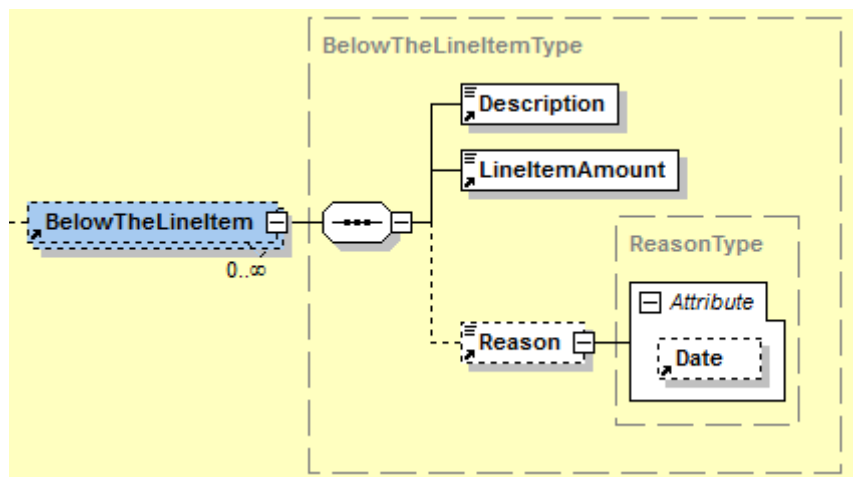 BelowTheLineItemType
Description
LineItemAmount
BelowTheLineItem
0..∞
ReasonType
Attribute
Reason
Date